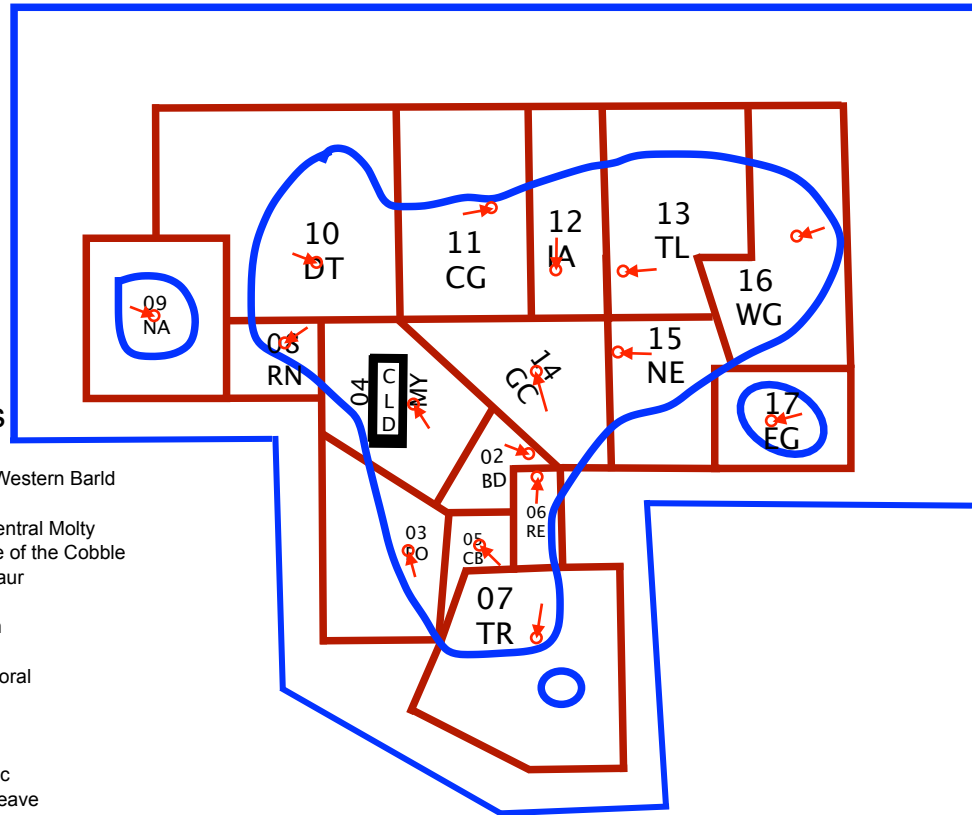 10
DT
11
CG
12
IA
13
TL
16
WG
09
NA
08
RN
04
MY
C
L
D
14
GC
15
NE
17
EG
02
BD
06
RE
03
05
CB
07
TR
s
Western Barld
entral Molty
e of the Cobble
aur
oral
c
eave